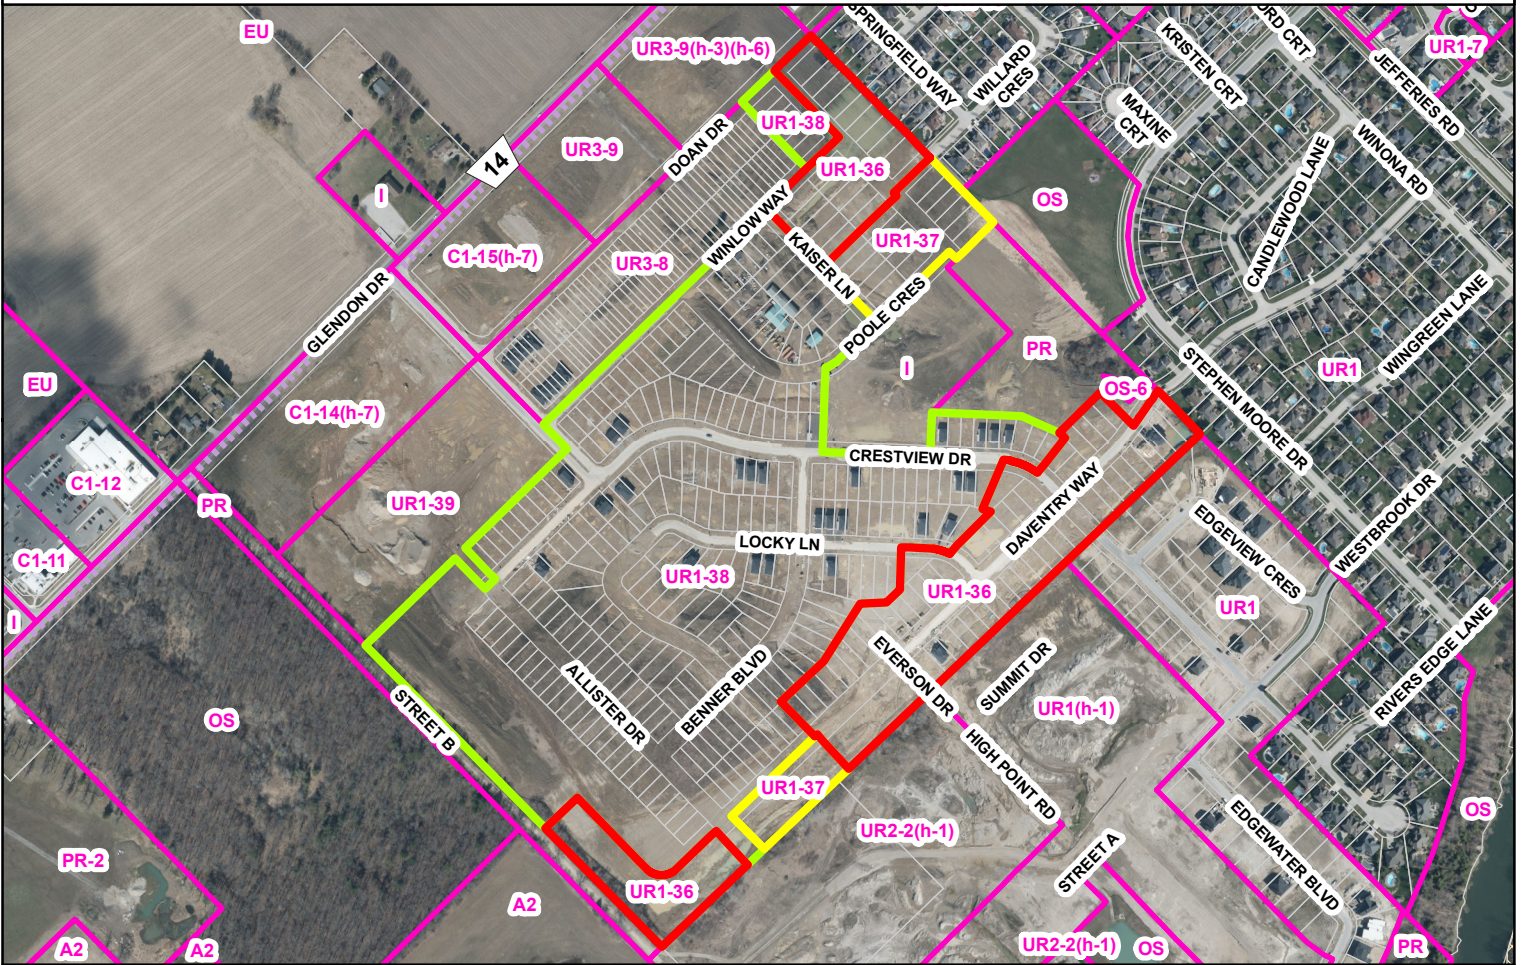 EU
UR3-9(h-3)(h-6)
SPRINGFIELD WAY
WILLARD
CRES
KRISTEN CRT
RD CRT
UR1-7
JEFFERIES RD
MAXINE
CRT
UR1-38
DOAN DR
UR3-9
14
UR1-36
WINONA RD
CANDLEWOOD LANE
I
OS
WINLOW WAY
KAISER LN
UR1-37
C1-15(h-7)
UR3-8
GLENDON DR
POOLE CRES
WINGREEN LANE
PR
I
UR1
STEPHEN MOORE DR
EU
OS-6
C1-14(h-7)
CRESTVIEW DR
C1-12
PR
UR1-39
DAVENTRY WAY
WESTBROOK DR
EDGEVIEW CRES
LOCKY LN
C1-11
UR1-38
UR1-36
UR1
I
EVERSON DR
SUMMIT DR
RIVERS EDGE LANE
ALLISTER DR
BENNER BLVD
UR1(h-1)
OS
STREET B
HIGH POINT RD
UR1-37
OS
UR2-2(h-1)
EDGEWATER BLVD
PR-2
STREET A
UR1-36
A2
A2
A2
UR2-2(h-1)
OS
PR